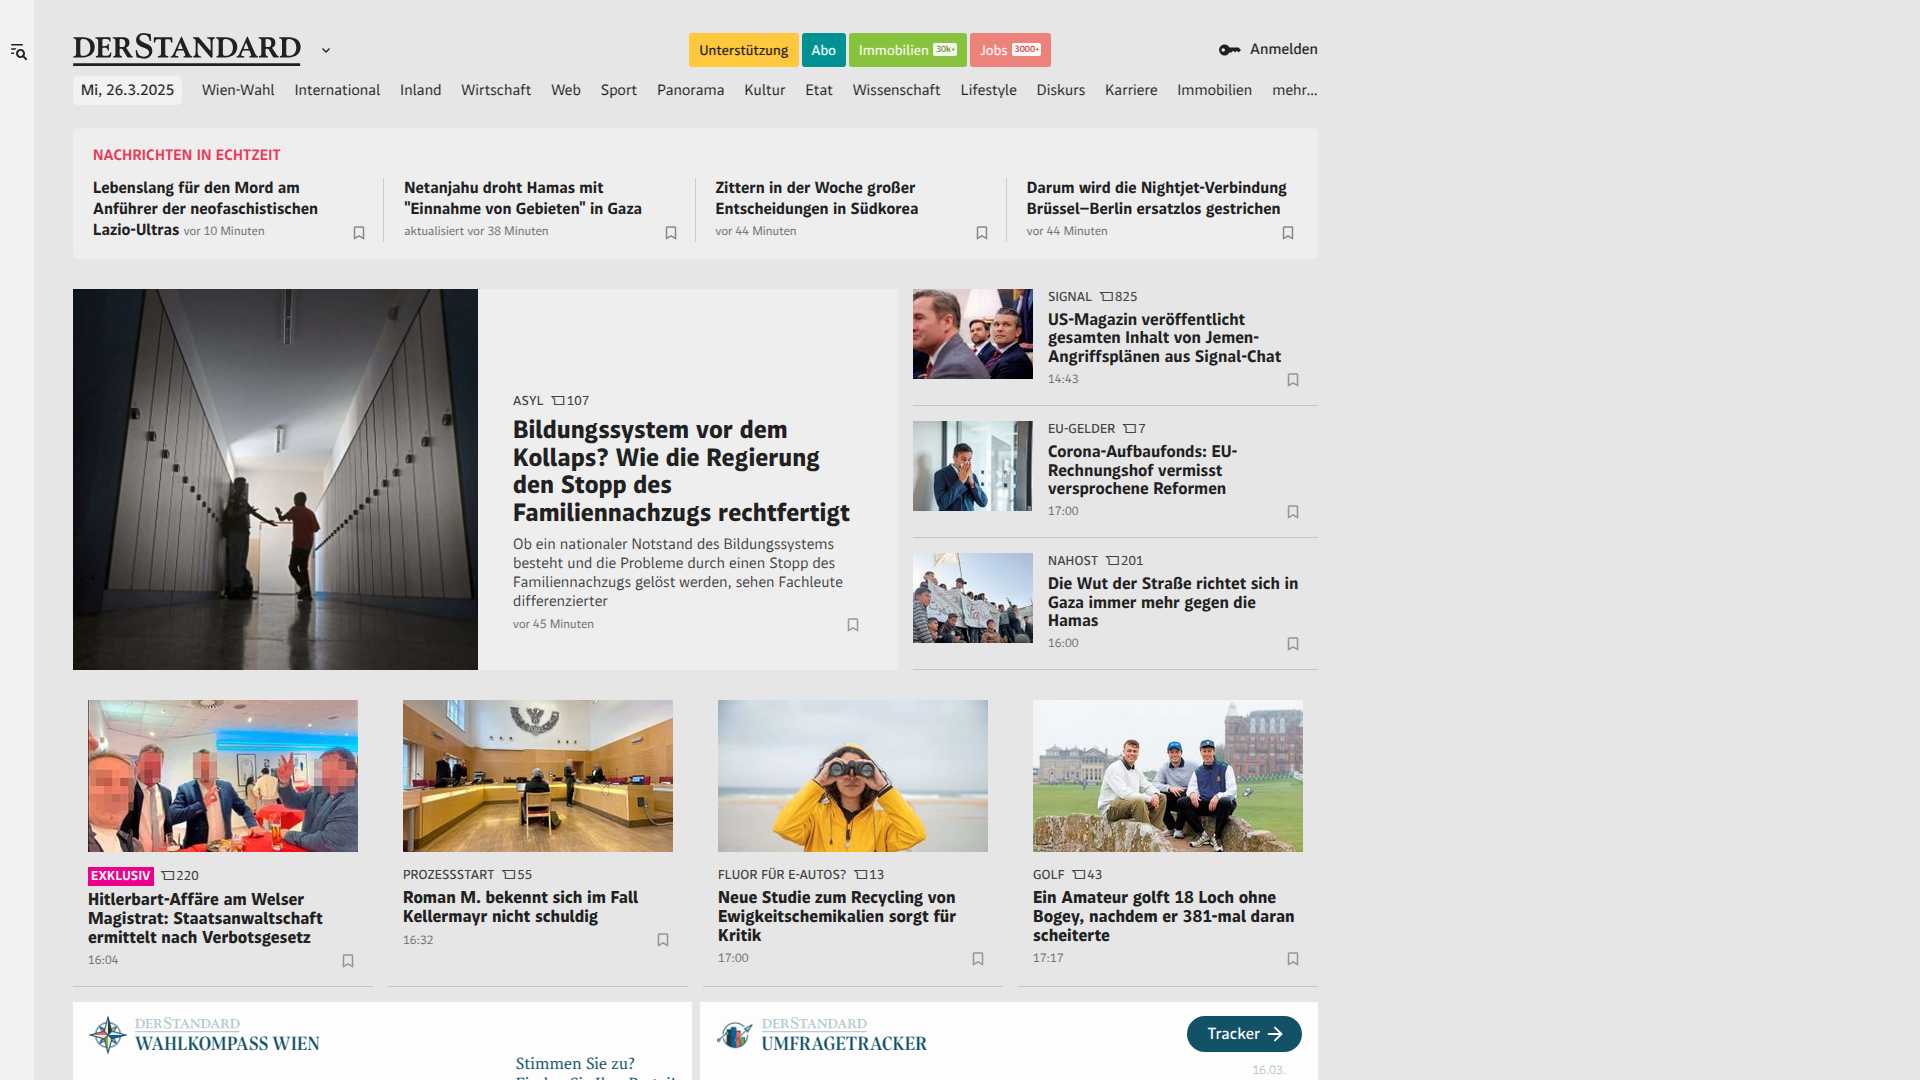 DERSTANDARD
Unterstützung
Abo
Immobilien 30k+
Jobs 3000+
Anmelden
Mi, 26.3.2025
Wien-Wahl
International
Inland
Wirtschaft
Web
Sport
Panorama
Kultur
Etat
Wissenschaft
Lifestyle
Diskurs
Karriere
Immobilien
mehr...
NACHRICHTEN IN ECHTZEIT
Lebenslang für den Mord am
Anführer der neofaschistischen
Lazio-Ultras vor 10 Minuten
Netanjahu droht Hamas mit
"Einnahme von Gebieten" in Gaza
aktualisiert vor 38 Minuten
Zittern in der Woche großer
Entscheidungen in Südkorea
vor 44 Minuten
Darum wird die Nightjet-Verbindung
Brüssel–Berlin ersatzlos gestrichen
vor 44 Minuten
ASYL 107
Bildungssystem vor dem
Kollaps? Wie die Regierung
den Stopp des
Familiennachzugs rechtfertigt
Ob ein nationaler Notstand des Bildungssystems
besteht und die Probleme durch einen Stopp des
Familiennachzugs gelöst werden, sehen Fachleute
differenzierter
vor 45 Minuten
SIGNAL 825
US-Magazin veröffentlicht
gesamten Inhalt von Jemen-
Angriffsplänen aus Signal-Chat
14:43
EU-GELDER 7
Corona-Aufbaufonds: EU-
Rechnungshof vermisst
versprochene Reformen
17:00
NAHOST 201
Die Wut der Straße richtet sich in
Gaza immer mehr gegen die
Hamas
16:00
EXKLUSIV 220
Hitlerbart-Affäre am Welser
Magistrat: Staatsanwaltschaft
ermittelt nach Verbotsgesetz
16:04
PROZESSSTART 55
Roman M. bekennt sich im Fall
Kellermayr nicht schuldig
16:32
FLUOR FÜR E-AUTOS? 13
Neue Studie zum Recycling von
Ewigkeitschemikalien sorgt für
Kritik
17:00
GOLF 43
Ein Amateur golft 18 Loch ohne
Bogey, nachdem er 381-mal daran
scheiterte
17:17
DERSTANDARD
WAHLKOMPASS WIEN
Stimmen Sie zu?
DERSTANDARD
UMFRAGETRACKER
Tracker
16.03.